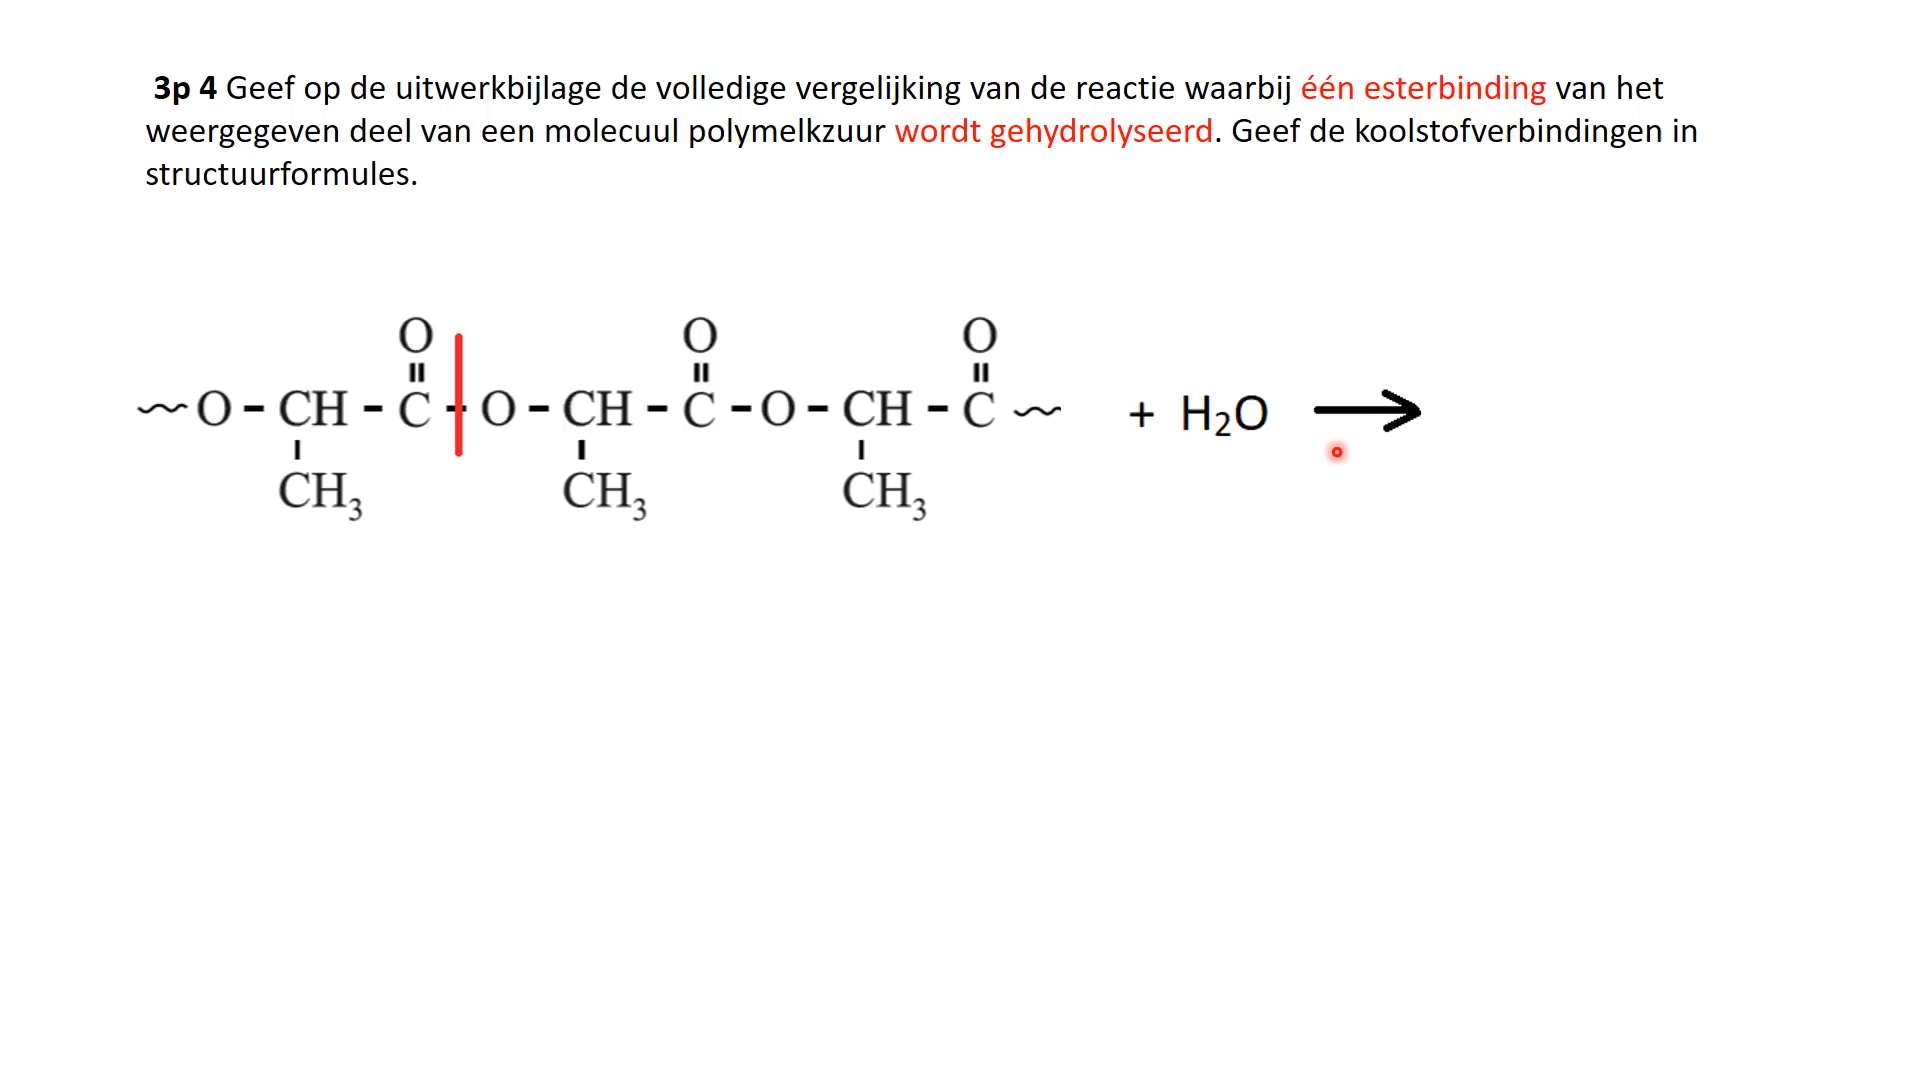 3p 4 Geef op de uitwerkbijlage de volledige vergelijking van de reactie waarbij één esterbinding van het
weergegeven deel van een molecuul polymelkzuur wordt gehydrolyseerd. Geef de koolstofverbindingen in
structuurformules.
O O O
~O - CH - C - O - CH - C - O - CH - C ~ + H₂O →
CH₃ CH₃ CH₃